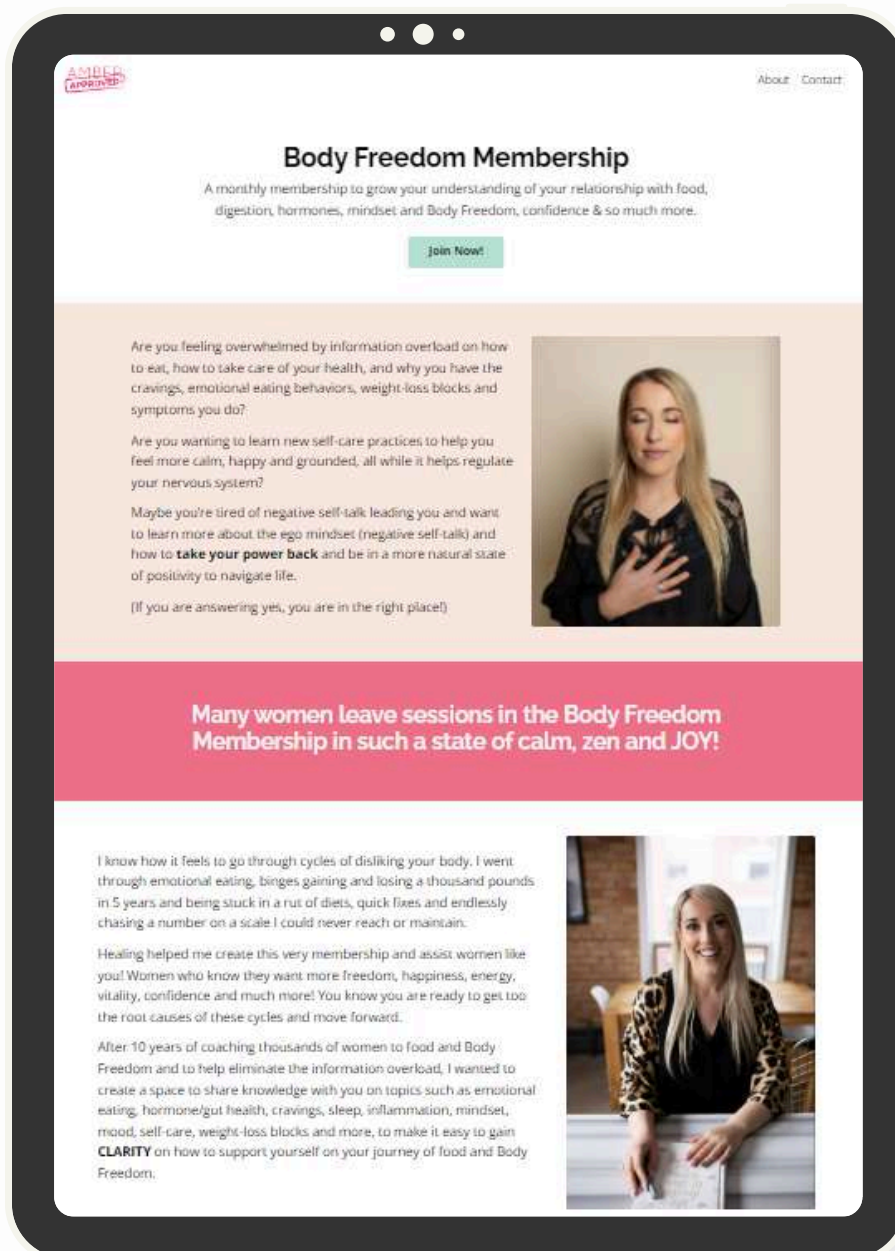 AMBER
APPROVED
About Contact
Body Freedom Membership
A monthly membership to grow your understanding of your relationship with food,
digestion, hormones, mindset and Body Freedom, confidence & so much more.
Join Now!
Are you feeling overwhelmed by information overload on how
to eat, how to take care of your health, and why you have the
cravings, emotional eating behaviors, weight-loss blocks and
symptoms you do?
Are you wanting to learn new self-care practices to help you
feel more calm, happy and grounded, all while it helps regulate
your nervous system?
Maybe you're tired of negative self-talk leading you and want
to learn more about the ego mindset (negative self-talk) and
how to take your power back and be in a more natural state
of positivity to navigate life.
(If you are answering yes, you are in the right place!)
Many women leave sessions in the Body Freedom
Membership in such a state of calm, zen and JOY!
I know how it feels to go through cycles of disliking your body. I went
through emotional eating, binges gaining and losing a thousand pounds
in 5 years and being stuck in a rut of diets, quick fixes and endlessly
chasing a number on a scale I could never reach or maintain.
Healing helped me create this very membership and assist women like
you! Women who know they want more freedom, happiness, energy,
vitality, confidence and much more! You know you are ready to get too
the root causes of these cycles and move forward.
After 10 years of coaching thousands of women to food and Body
Freedom and to help eliminate the information overload, I wanted to
create a space to share knowledge with you on topics such as emotional
eating, hormone/gut health, cravings, sleep, inflammation, mindset,
mood, self-care, weight-loss blocks and more, to make it easy to gain
CLARITY on how to support yourself on your journey of food and Body
Freedom.